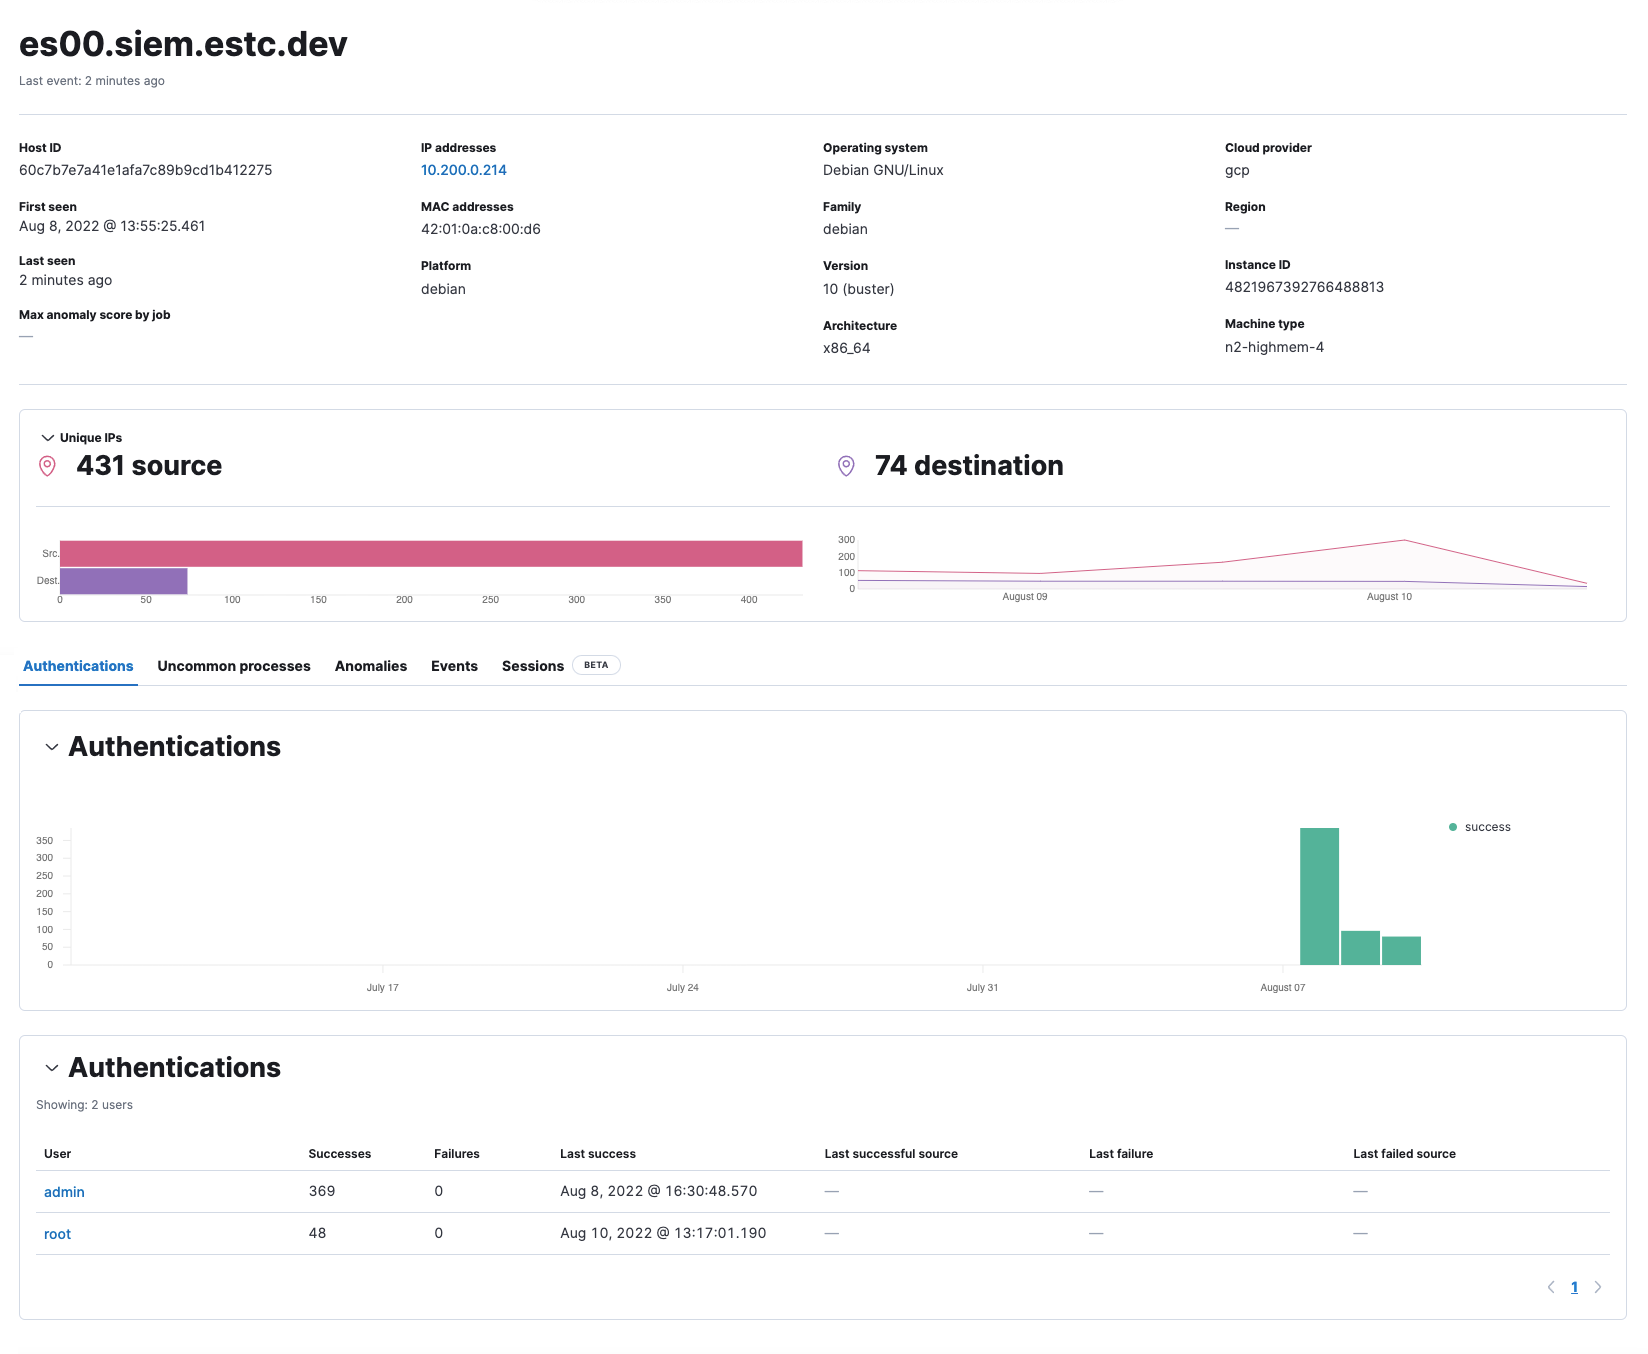 es00.siem.estc.dev
Last event: 2 minutes ago
Host ID
60c7b7e7a41e1afa7c89b9cd1b412275
First seen
Aug 8, 2022 @ 13:55:25.461
Last seen
2 minutes ago
Max anomaly score by job
—
IP addresses
10.200.0.214
MAC addresses
42:01:0a:c8:00:d6
Platform
debian
Operating system
Debian GNU/Linux
Family
debian
Version
10 (buster)
Architecture
x86_64
Cloud provider
gcp
Region
—
Instance ID
4821967392766488813
Machine type
n2-highmem-4
Unique IPs
431 source
74 destination
Src.
Dest.
0 50 100 150 200 250 300 350 400
300
200
100
0
August 09 August 10
Authentications Uncommon processes Anomalies Events Sessions BETA
Authentications
350
300
250
200
150
100
50
0
July 17 July 24 July 31 August 07
success
Authentications
Showing: 2 users
User Successes Failures Last success Last successful source Last failure Last failed source
admin 369 0 Aug 8, 2022 @ 16:30:48.570 — — —
root 48 0 Aug 10, 2022 @ 13:17:01.190 — — —
1